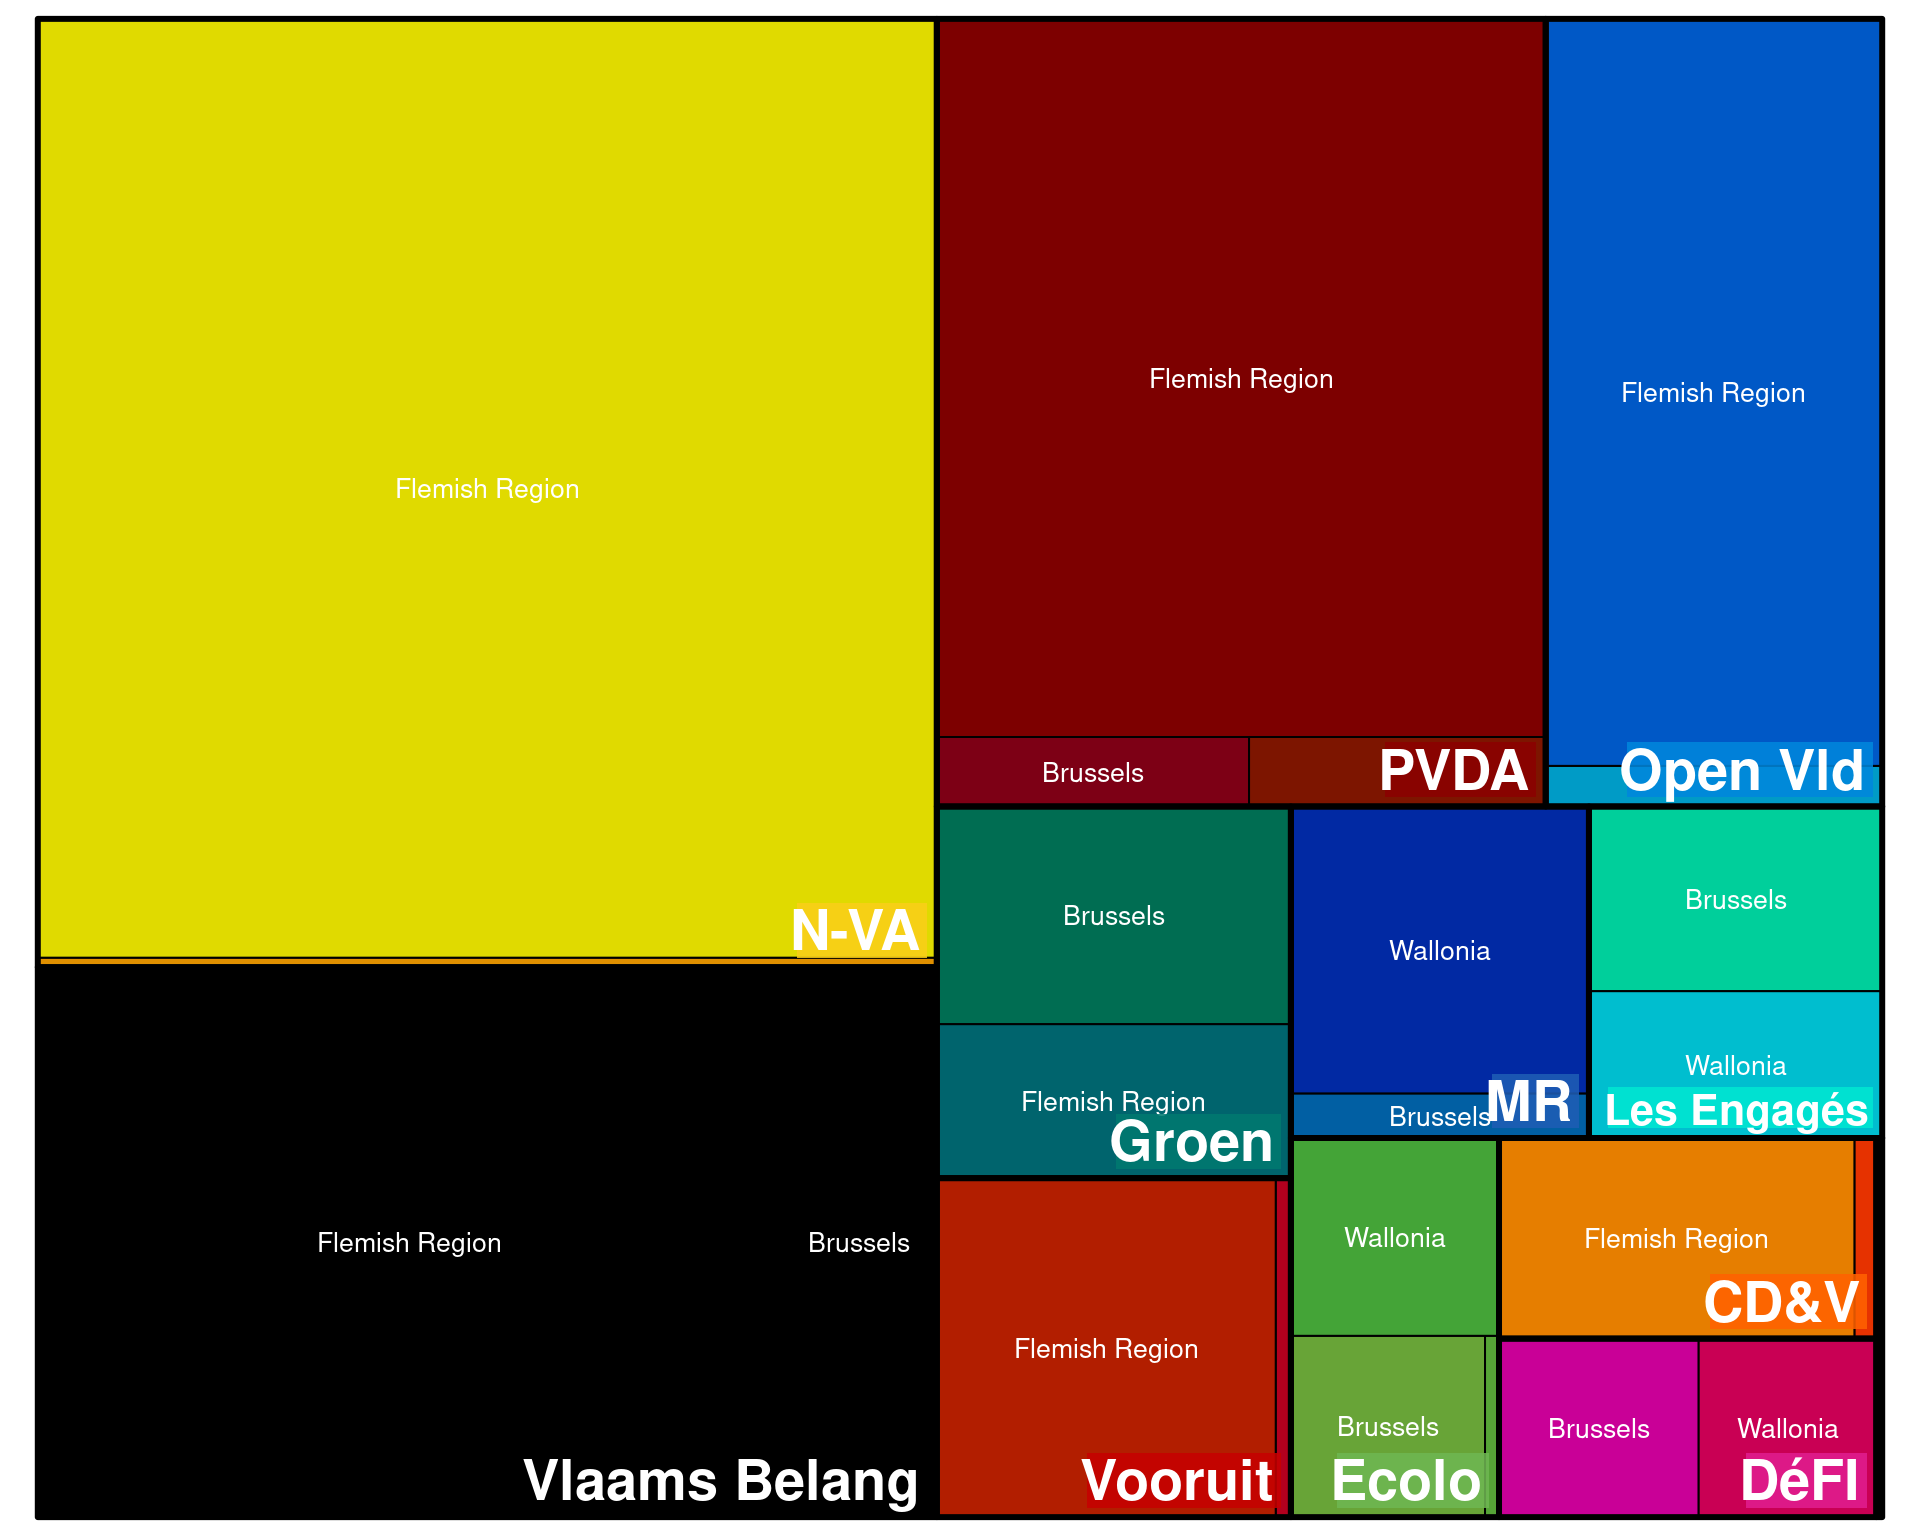 Flemish Region
N-VA
Flemish Region
Brussels
Vlaams Belang
Flemish Region
Brussels
PVDA
Flemish Region
Open Vld
Brussels
Flemish Region
Groen
Wallonia
Brussels
MR
Brussels
Wallonia
Les Engagés
Flemish Region
Vooruit
Wallonia
Brussels
Ecolo
Flemish Region
CD&V
Brussels
Wallonia
DéFI